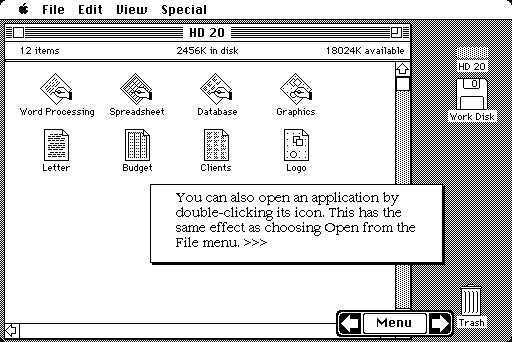 File Edit View Special
HD 20
12 items 2456K in disk 18024K available
Word Processing Spreadsheet Database Graphics
Letter Budget Clients Logo
HD 20
Work Disk
You can also open an application by
double-clicking its icon. This has the
same effect as choosing Open from the
File menu. >>>
Menu
Trash